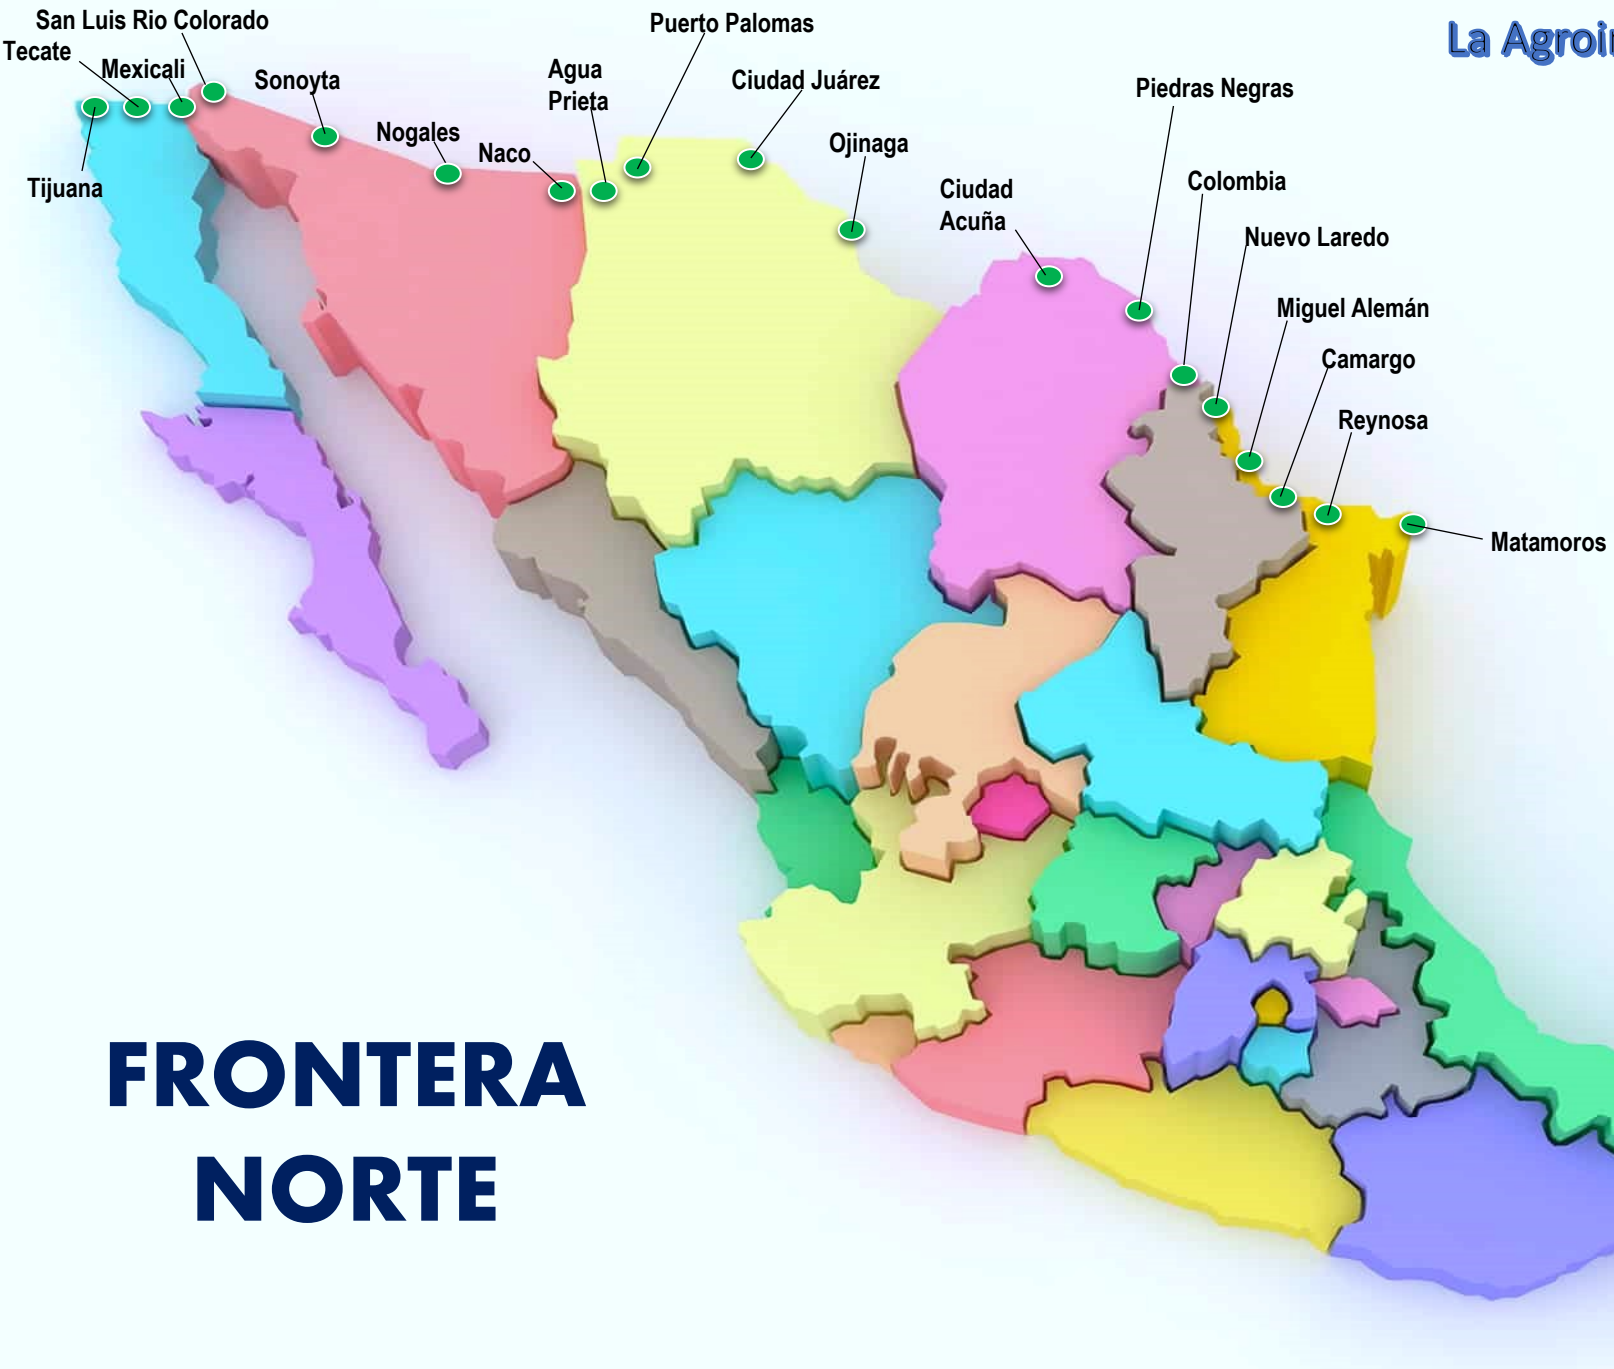 San Luis Rio Colorado
Puerto Palomas
La Agroin
Tecate
Mexicali
Sonoyta
Agua
Prieta
Ciudad Juárez
Piedras Negras
Nogales
Naco
Ojinaga
Tijuana
Ciudad
Acuña
Colombia
Nuevo Laredo
Miguel Alemán
Camargo
Reynosa
Matamoros
FRONTERA
NORTE